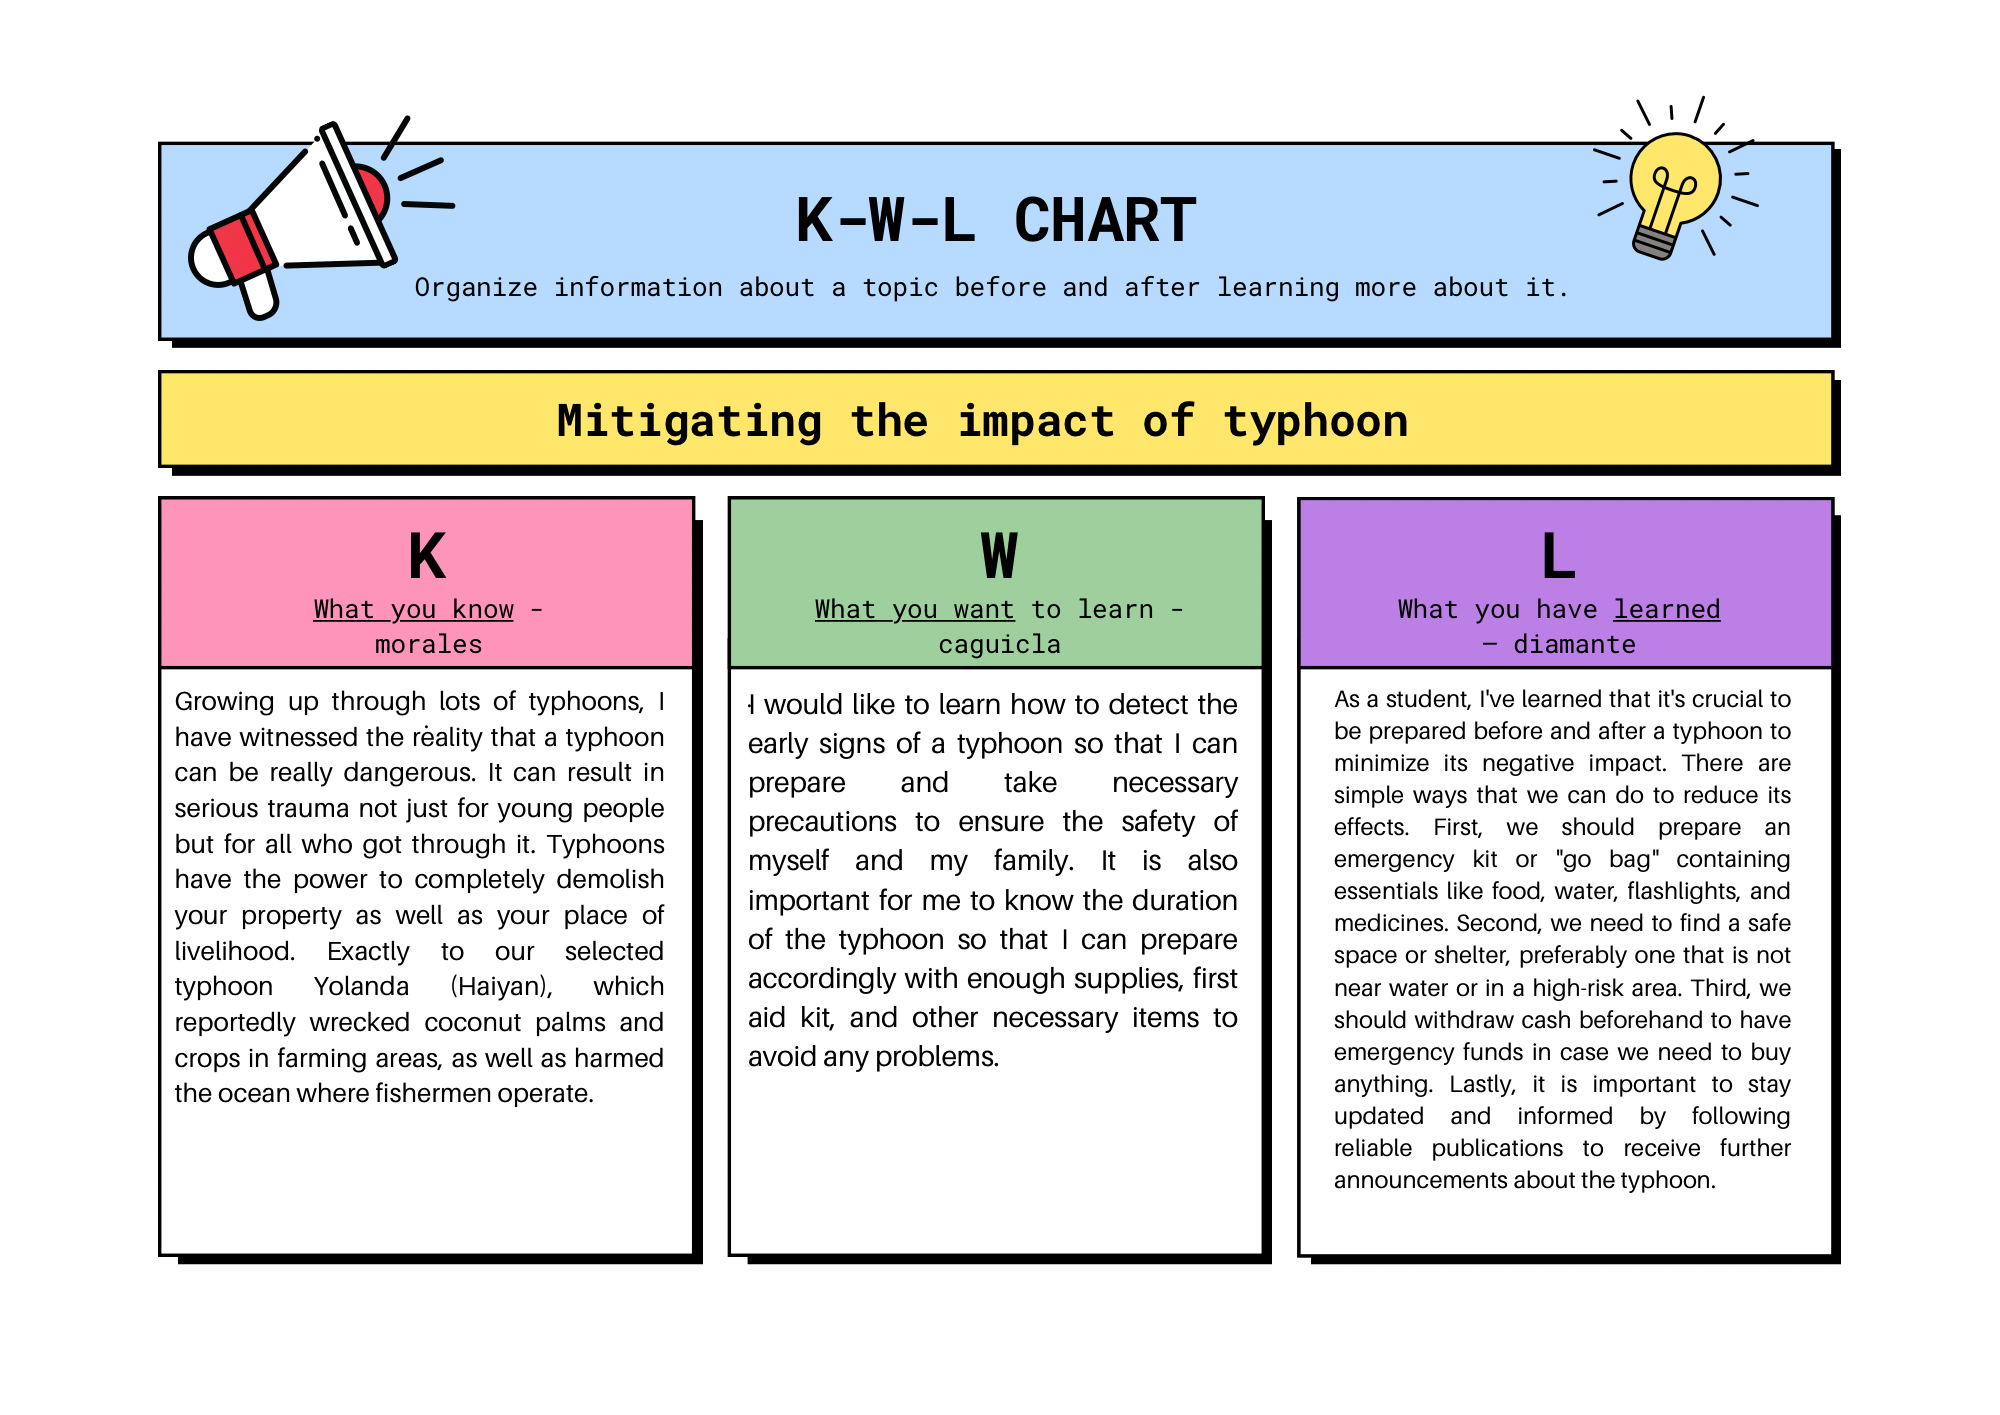 K-W-L CHART
Organize information about a topic before and after learning more about it.
Mitigating the impact of typhoon
K
What you know -
morales
Growing up through lots of typhoons, I
have witnessed the reality that a typhoon
can be really dangerous. It can result in
serious trauma not just for young people
but for all who got through it. Typhoons
have the power to completely demolish
your property as well as your place of
livelihood. Exactly to our selected
typhoon Yolanda (Haiyan), which
reportedly wrecked coconut palms and
crops in farming areas, as well as harmed
the ocean where fishermen operate.
W
What you want to learn -
caguicla
I would like to learn how to detect the
early signs of a typhoon so that I can
prepare and take necessary
precautions to ensure the safety of
myself and my family. It is also
important for me to know the duration
of the typhoon so that I can prepare
accordingly with enough supplies, first
aid kit, and other necessary items to
avoid any problems.
L
What you have learned
– diamante
As a student, I've learned that it's crucial to
be prepared before and after a typhoon to
minimize its negative impact. There are
simple ways that we can do to reduce its
effects. First, we should prepare an
emergency kit or "go bag" containing
essentials like food, water, flashlights, and
medicines. Second, we need to find a safe
space or shelter, preferably one that is not
near water or in a high-risk area. Third, we
should withdraw cash beforehand to have
emergency funds in case we need to buy
anything. Lastly, it is important to stay
updated and informed by following
reliable publications to receive further
announcements about the typhoon.